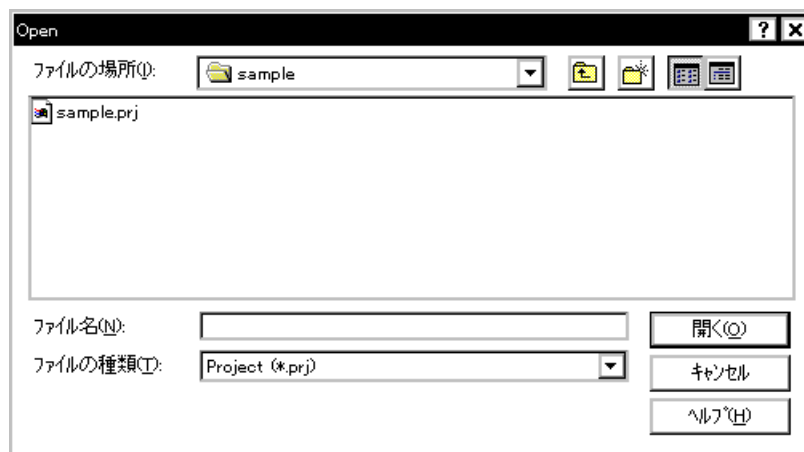 Open
ファイルの場所(I): sample
sample.prj
ファイル名(N): 開く(O)
ファイルの種類(T): Project (*.prj) キャンセル
ヘルプ(H)